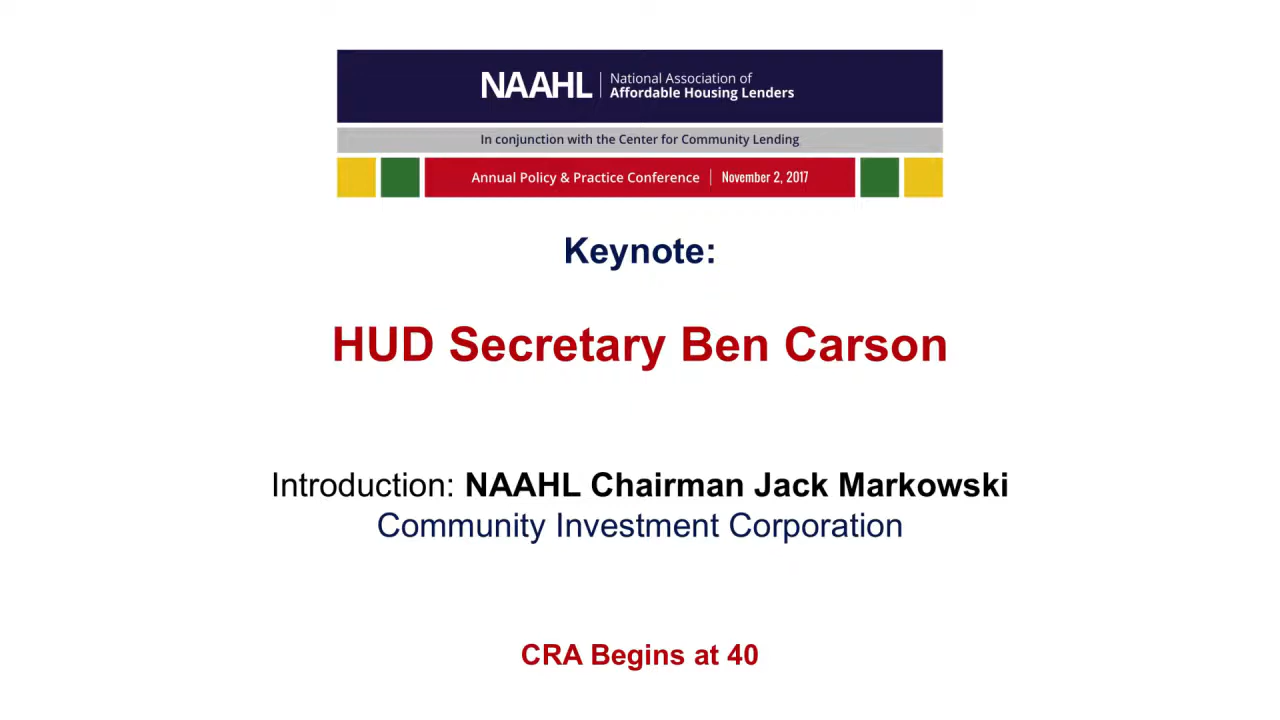 NAAHL
National Association of
Affordable Housing Lenders
In conjunction with the Center for Community Lending
Annual Policy & Practice Conference | November 2, 2017
Keynote:
HUD Secretary Ben Carson
Introduction: NAAHL Chairman Jack Markowski
Community Investment Corporation
CRA Begins at 40